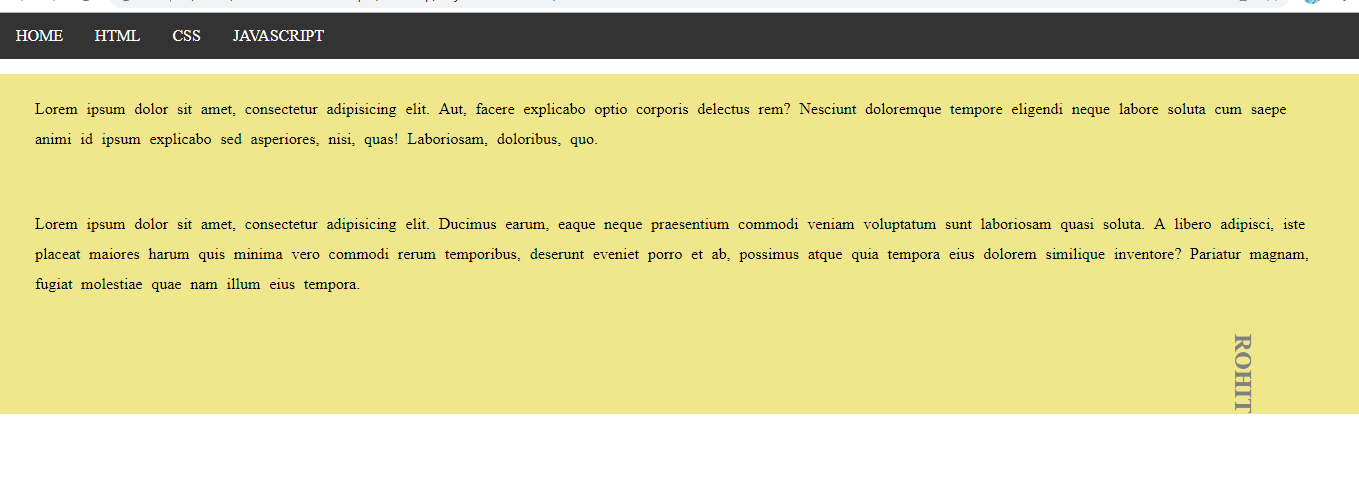 HOME HTML CSS JAVASCRIPT
Lorem ipsum dolor sit amet, consectetur adipisicing elit. Aut, facere explicabo optio corporis delectus rem? Nesciunt doloremque tempore eligendi neque labore soluta cum saepe
animi id ipsum explicabo sed asperiores, nisi, quas! Laboriosam, doloribus, quo.
Lorem ipsum dolor sit amet, consectetur adipisicing elit. Ducimus earum, eaque neque praesentium commodi veniam voluptatum sunt laboriosam quasi soluta. A libero adipisci, iste
placeat maiores harum quis minima vero commodi rerum temporibus, deserunt eveniet porro et ab, possimus atque quia tempora eius dolorem similique inventore? Pariatur magnam,
fugiat molestiae quae nam illum eius tempora.
ROHIT